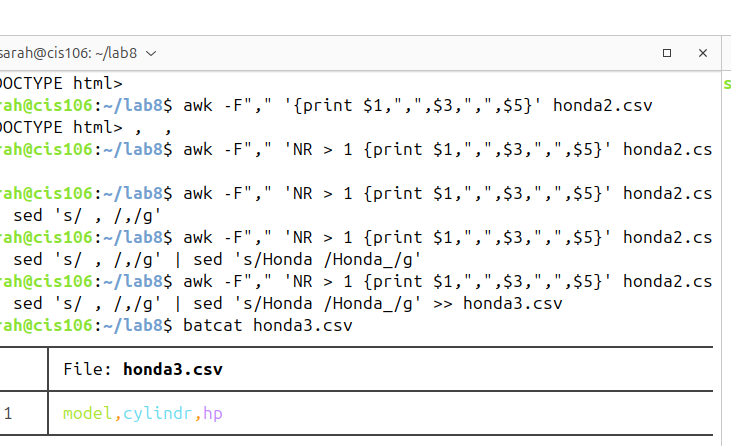 sarah@cis106: ~/lab8
DOCTYPE html>
rah@cis106:~/lab8$ awk -F"," '{print $1,",",$3,",",$5}' honda2.csv
DOCTYPE html> ,  ,
rah@cis106:~/lab8$ awk -F"," 'NR > 1 {print $1,",",$3,",",$5}' honda2.cs
rah@cis106:~/lab8$ awk -F"," 'NR > 1 {print $1,",",$3,",",$5}' honda2.cs
sed 's/ , /,/g'
rah@cis106:~/lab8$ awk -F"," 'NR > 1 {print $1,",",$3,",",$5}' honda2.cs
sed 's/ , /,/g' | sed 's/Honda /Honda_/g'
rah@cis106:~/lab8$ awk -F"," 'NR > 1 {print $1,",",$3,",",$5}' honda2.cs
sed 's/ , /,/g' | sed 's/Honda /Honda_/g' >> honda3.csv
rah@cis106:~/lab8$ batcat honda3.csv
File: honda3.csv
1 model,cylindr,hp
s